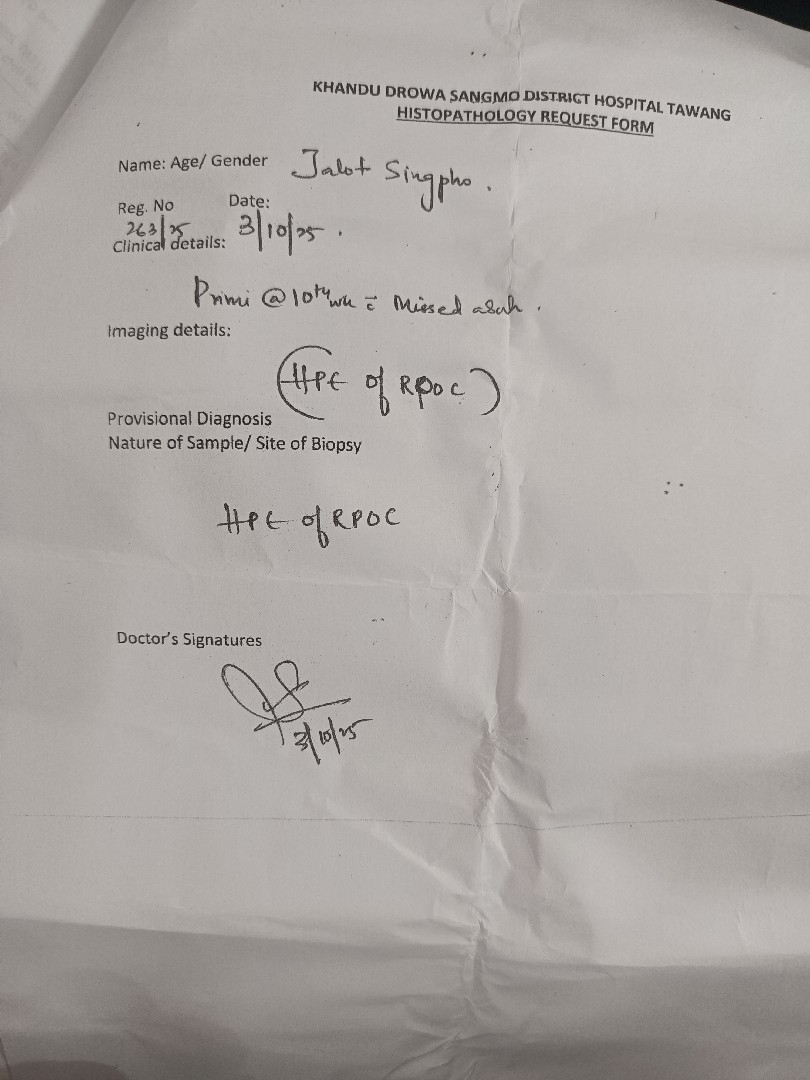 KHANDU DROWA SANGMO DISTRICT HOSPITAL TAWANG
HISTOPATHOLOGY REQUEST FORM
Name: Age/ Gender Jalot Singpho.
Reg. No Date:
263/25 3/10/25.
Clinical details:
Primi @ 10 wk c̄ Missed
Imaging details:
(HPE of RPOC)
Provisional Diagnosis
Nature of Sample/ Site of Biopsy
HPE of RPOC
Doctor's Signatures
3/10/25